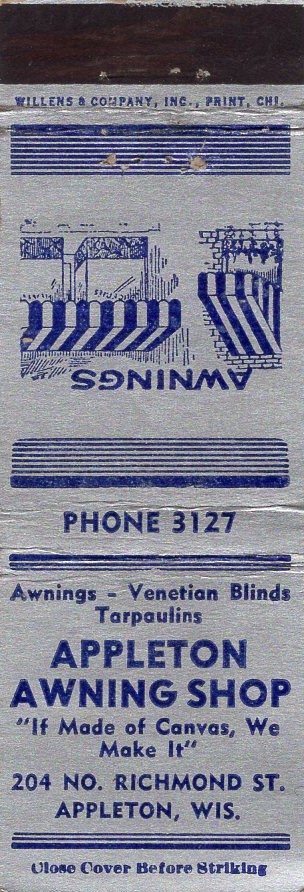 WILLENS & COMPANY, INC., PRINT, CHI.
AWNINGS
PHONE 3127
Awnings - Venetian Blinds
Tarpaulins
APPLETON
AWNING SHOP
"If Made of Canvas, We
Make It"
204 NO. RICHMOND ST.
APPLETON, WIS.
Close Cover Before Striking